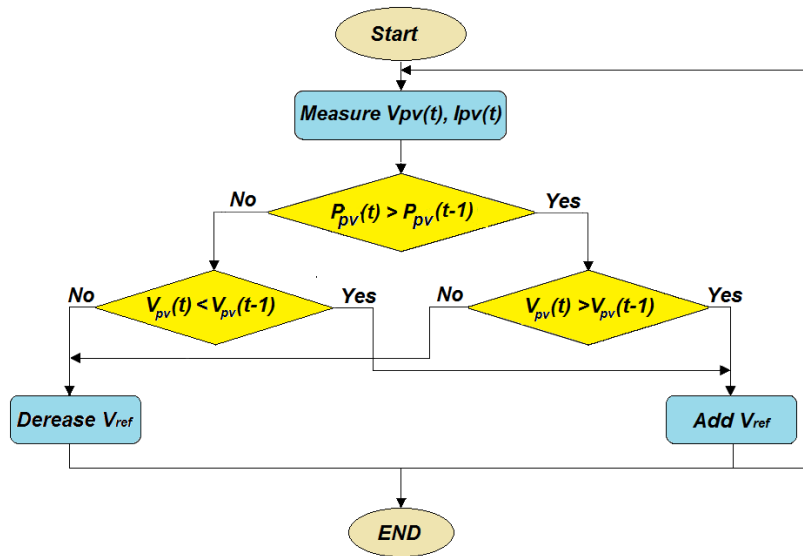 Start
Measure Vpv(t), Ipv(t)
No
Yes
Ppv(t) > Ppv(t-1)
No
Vpv(t) < Vpv(t-1)
Yes
No
Vpv(t) >Vpv(t-1)
Yes
Derease Vref
Add Vref
END